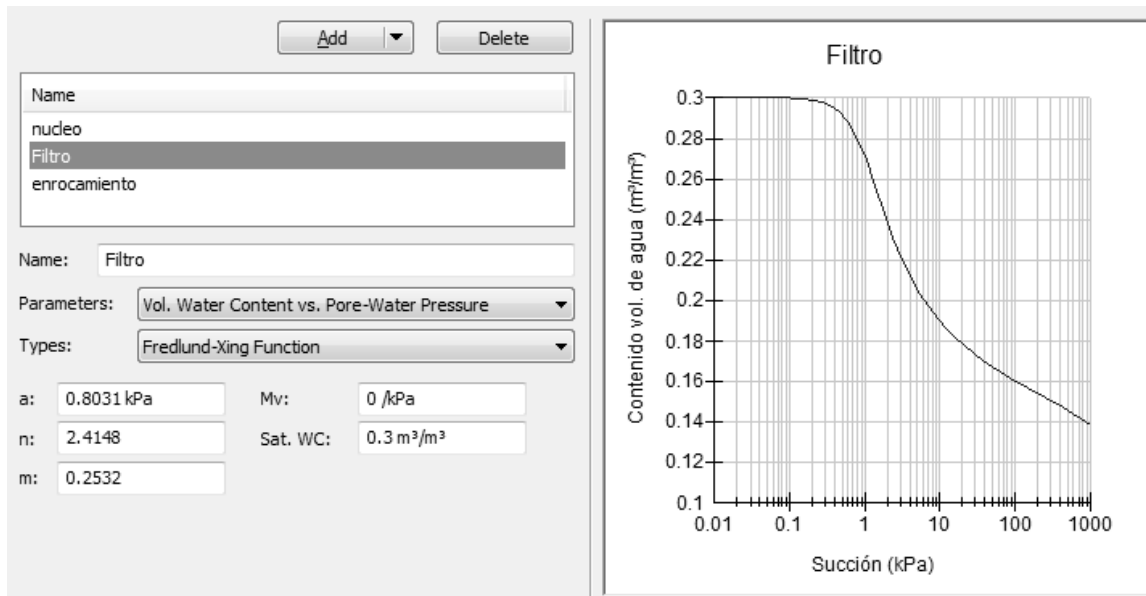 Add
Delete
Name
nucleo
Filtro
enrocamiento
Name: Filtro
Parameters: Vol. Water Content vs. Pore-Water Pressure
Types: Fredlund-Xing Function
a: 0.8031 kPa Mv: 0 /kPa
n: 2.4148 Sat. WC: 0.3 m³/m³
m: 0.2532
Filtro
Contenido vol. de agua (m³/m³)
0.3
0.28
0.26
0.24
0.22
0.2
0.18
0.16
0.14
0.12
0.1
0.01 0.1 1 10 100 1000
Succión (kPa)